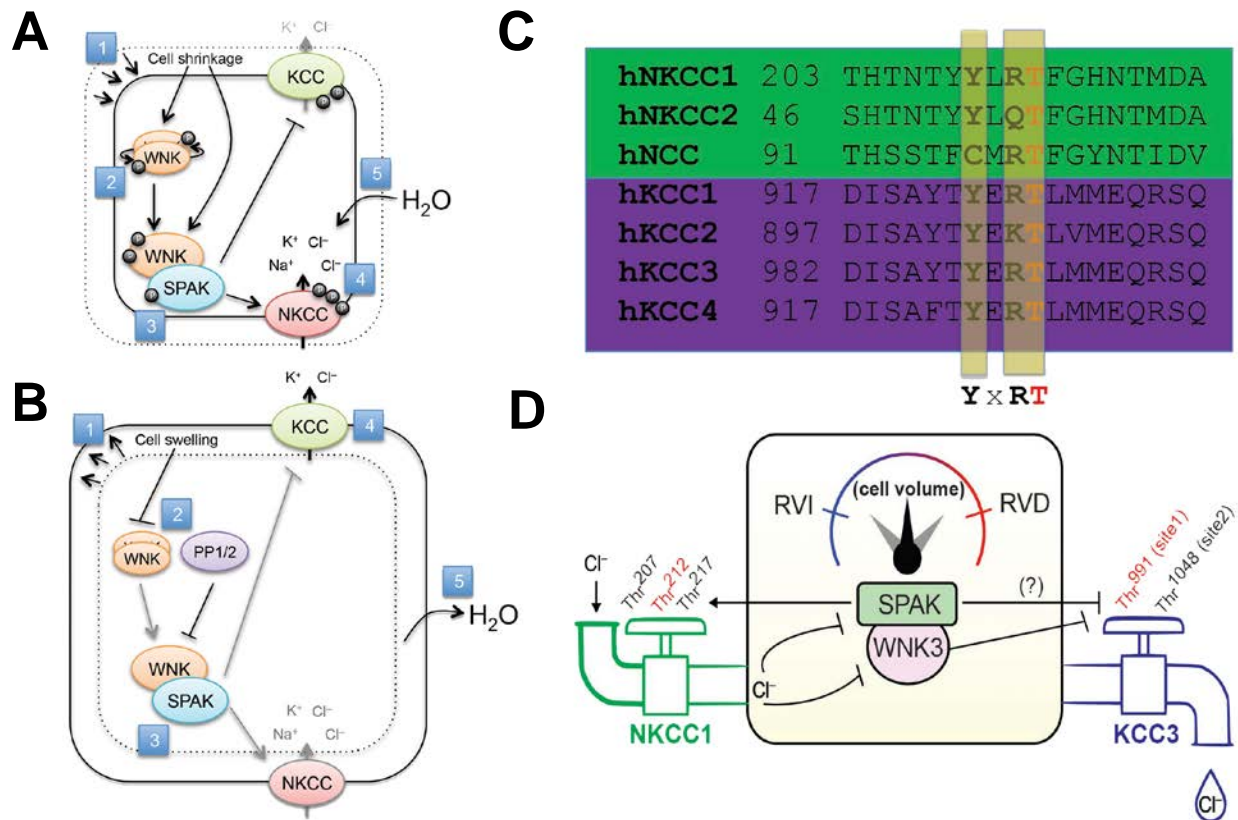 A
K⁺ Cl⁻
1
Cell shrinkage
KCC
P
P
P
WNK
P
2
5
H₂O
P
WNK
P
K⁺ Cl⁻
Na⁺ Cl⁻
P
SPAK
P
P
P
4
NKCC
3
B
K⁺ Cl⁻
1
Cell swelling
KCC
4
2
WNK
PP1/2
5
H₂O
WNK
SPAK
3
K⁺ Cl⁻
Na⁺ Cl⁻
NKCC
C
hNKCC1 203 THTNTYYLRTFGHNTMDA
hNKCC2 46 SHTNTYYLQTFGHNTMDA
hNCC 91 THSSTFCMRTFGYNTIDV
hKCC1 917 DISAYTYERTLMMEQRSQ
hKCC2 897 DISAYTYEKTLVMEQRSQ
hKCC3 982 DISAYTYERTLMMEQRSQ
hKCC4 917 DISAFTYERTLMMEQRSQ
YxRT
D
(cell volume)
RVI
RVD
Cl⁻
Thr²⁰⁷
Thr²¹²
Thr²¹⁷
SPAK
WNK3
(?)
Thr⁹⁹¹ (site1)
Thr¹⁰⁴⁸ (site2)
Cl⁻
NKCC1
KCC3
Cl⁻